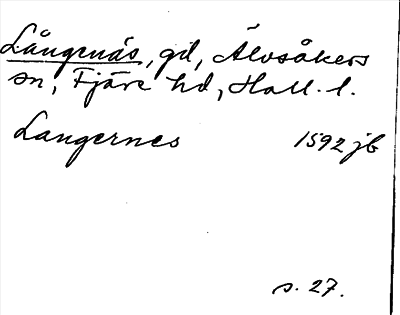 Långenäs, gd, Älvsåkers
sn, Fjäre hd, Hall. l.
Langernes 1592 jb
s. 27.